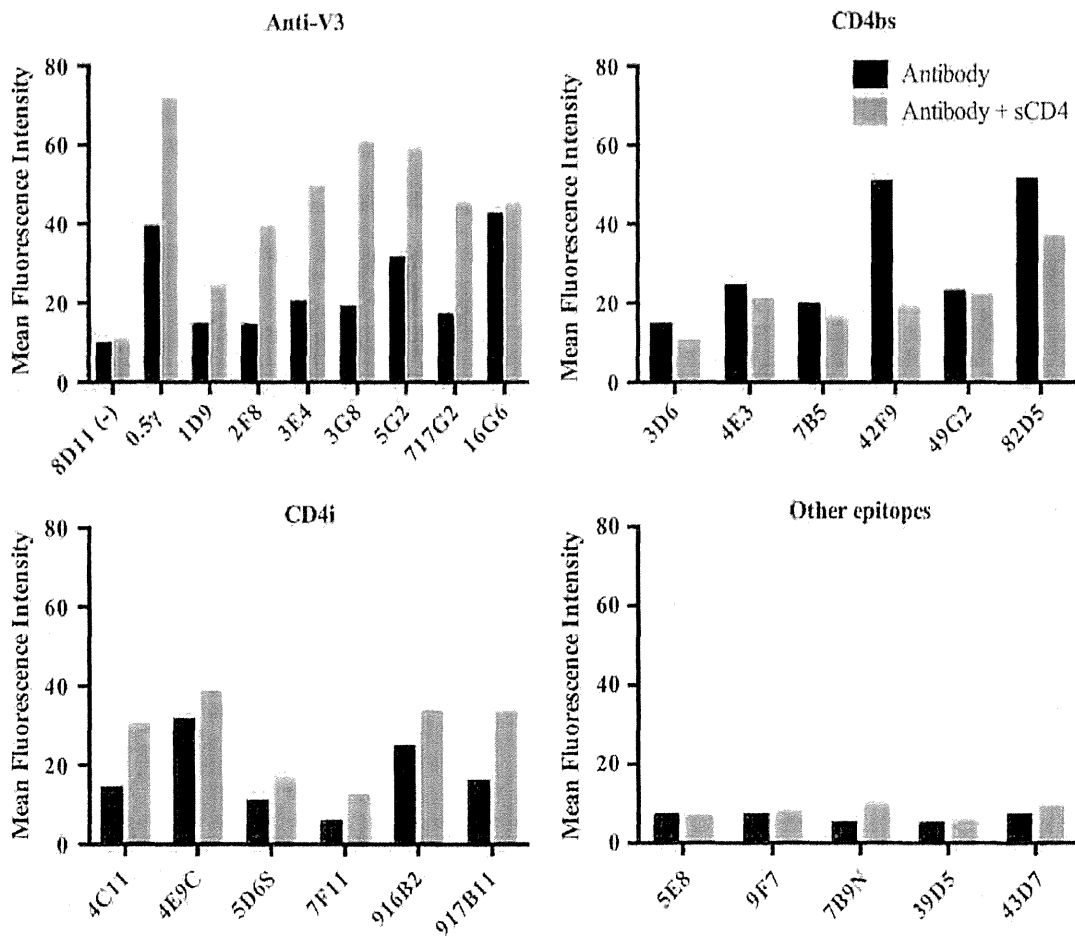 Anti-V3
Mean Fluorescence Intensity
80
60
40
20
0
8D11 (-)
0.5γ
1D9
2F8
3E4
3G8
5G2
717G2
16G6
CD4bs
Antibody
Antibody + sCD4
Mean Fluorescence Intensity
80
60
40
20
0
3D6
4E3
7B5
42F9
49G2
82D5
CD4i
Mean Fluorescence Intensity
80
60
40
20
0
4C11
4E9C
5D6S
7F11
916B2
917B11
Other epitopes
Mean Fluorescence Intensity
80
60
40
20
0
5E8
9F7
7B9N
39D5
43D7